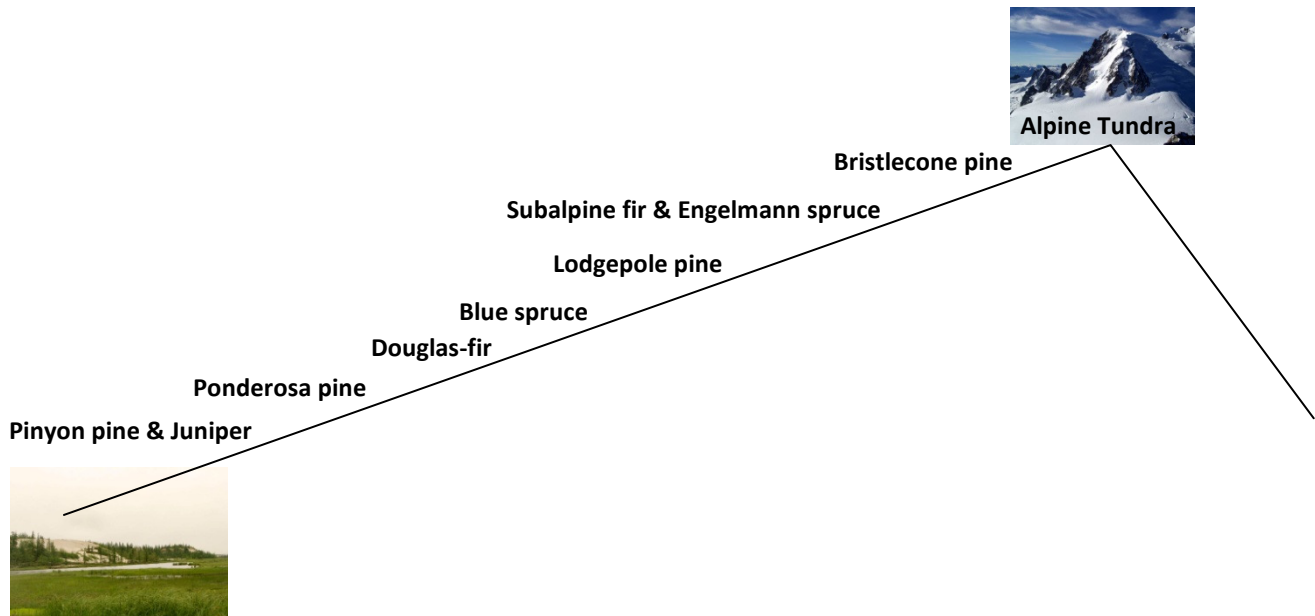 Alpine Tundra
Bristlecone pine
Subalpine fir & Engelmann spruce
Lodgepole pine
Blue spruce
Douglas-fir
Ponderosa pine
Pinyon pine & Juniper